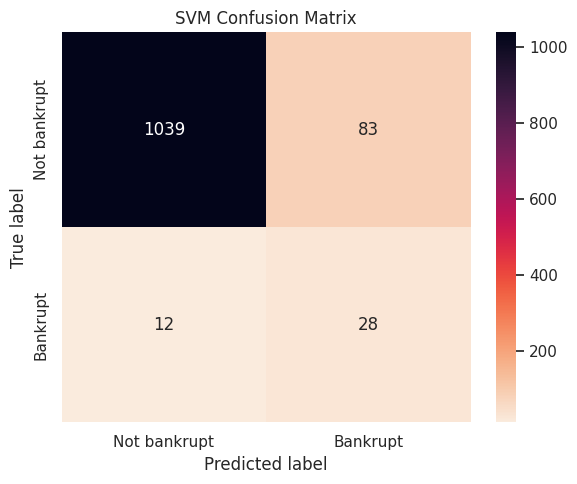 SVM Confusion Matrix
True label
Not bankrupt
Bankrupt
1039
83
12
28
Not bankrupt
Bankrupt
Predicted label
1000
800
600
400
200